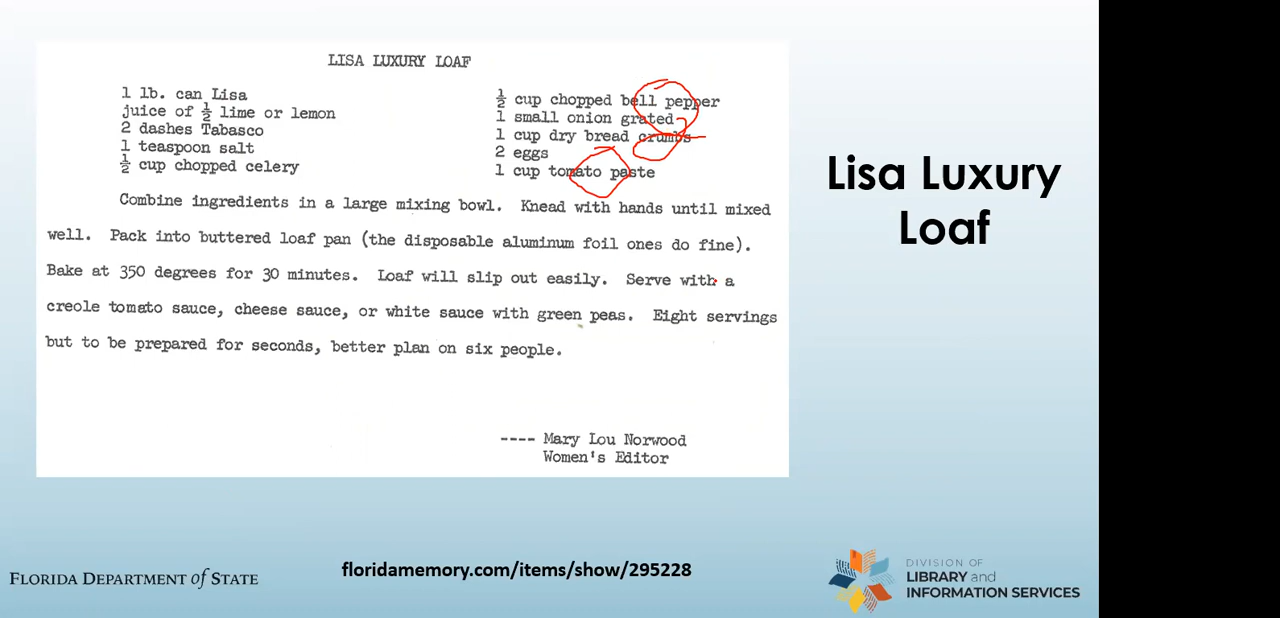 LISA LUXURY LOAF
1 lb. can Lisa
juice of ½ lime or lemon
2 dashes Tabasco
1 teaspoon salt
½ cup chopped celery
½ cup chopped bell pepper
1 small onion grated
1 cup dry bread crumbs
2 eggs
1 cup tomato paste
Combine ingredients in a large mixing bowl. Knead with hands until mixed
well. Pack into buttered loaf pan (the disposable aluminum foil ones do fine).
Bake at 350 degrees for 30 minutes. Loaf will slip out easily. Serve with a
creole tomato sauce, cheese sauce, or white sauce with green peas. Eight servings
but to be prepared for seconds, better plan on six people.
---- Mary Lou Norwood
Women's Editor
Lisa Luxury
Loaf
FLORIDA DEPARTMENT of STATE
floridamemory.com/items/show/295228
DIVISION OF
LIBRARY and
INFORMATION SERVICES